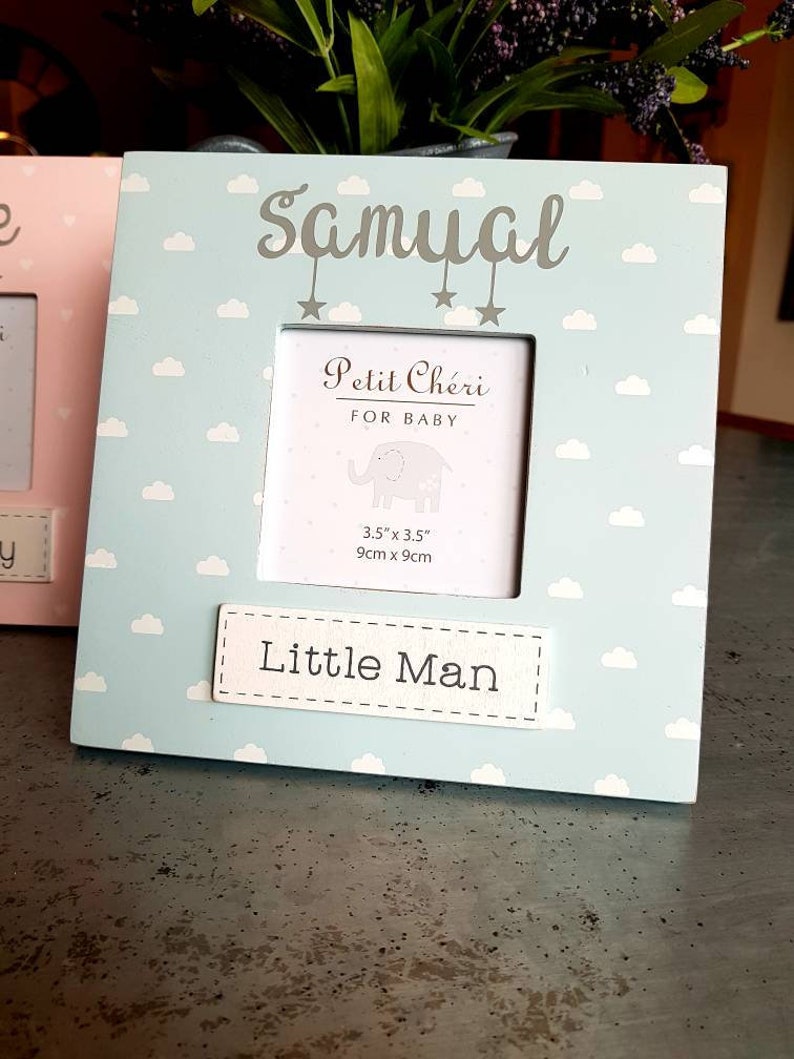 Samual
Petit Chéri
FOR BABY
3.5" x 3.5"
9cm x 9cm
Little Man